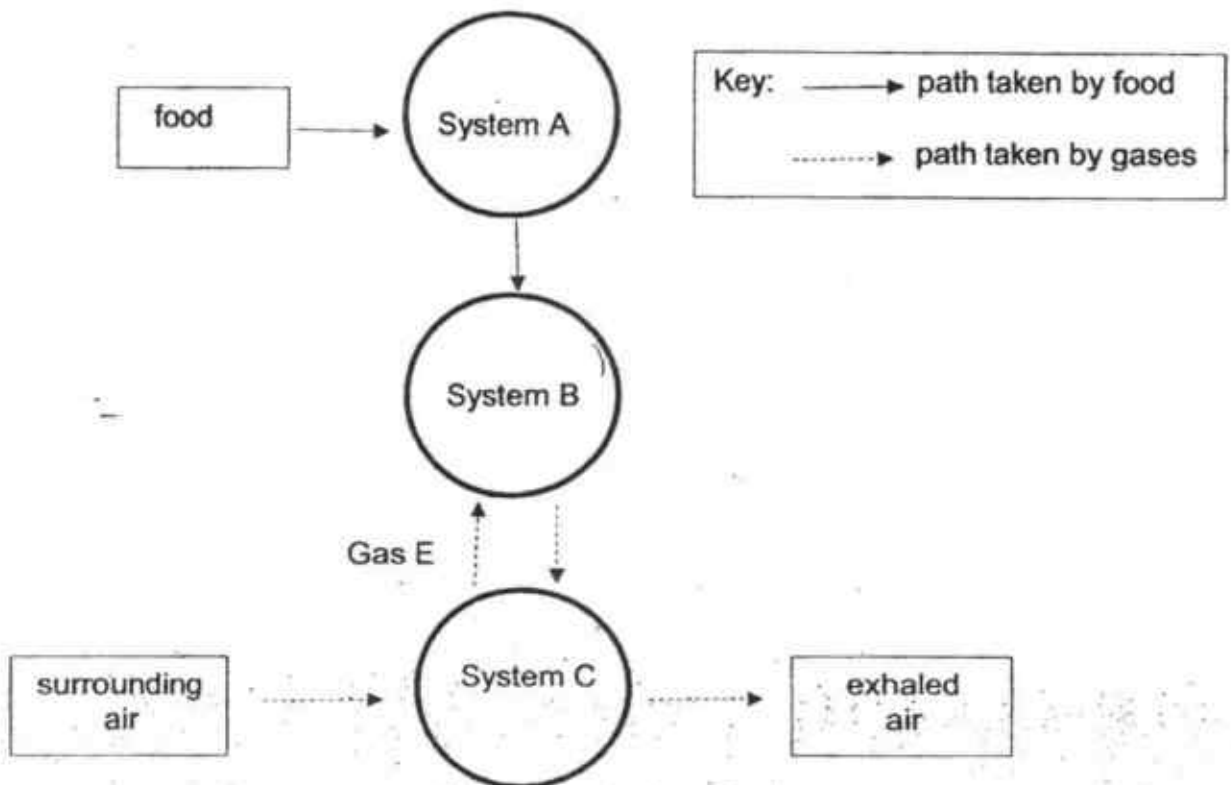 food
System A
Key: path taken by food
path taken by gases
System B
Gas E
System C
surrounding
air
exhaled
air